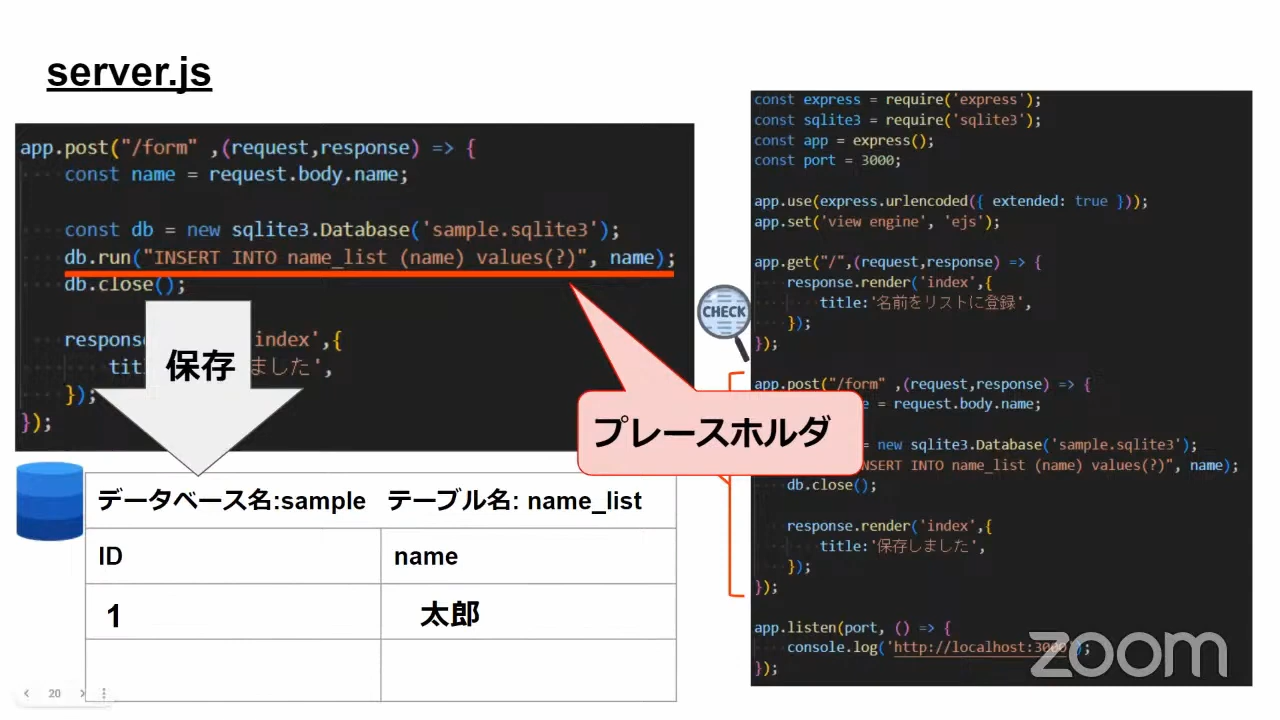 server.js
app.post("/form" ,(request,response) => {
const name = request.body.name;
const db = new sqlite3.Database('sample.sqlite3');
db.run("INSERT INTO name_list (name) values(?)", name);
db.close();
respons index',{
tit ました',
});
});
保存
プレースホルダ
CHECK
データベース名:sample テーブル名: name_list
ID name
1 太郎
const express = require('express');
const sqlite3 = require('sqlite3');
const app = express();
const port = 3000;
app.use(express.urlencoded({ extended: true }));
app.set('view engine', 'ejs');
app.get("/",(request,response) => {
response.render('index',{
title:'名前をリストに登録',
});
});
app.post("/form" ,(request,response) => {
e = request.body.name;
= new sqlite3.Database('sample.sqlite3');
NSERT INTO name_list (name) values(?)", name);
db.close();
response.render('index',{
title:'保存しました',
});
});
app.listen(port, () => {
console.log('http://localhost:3000');
});
zoom
20